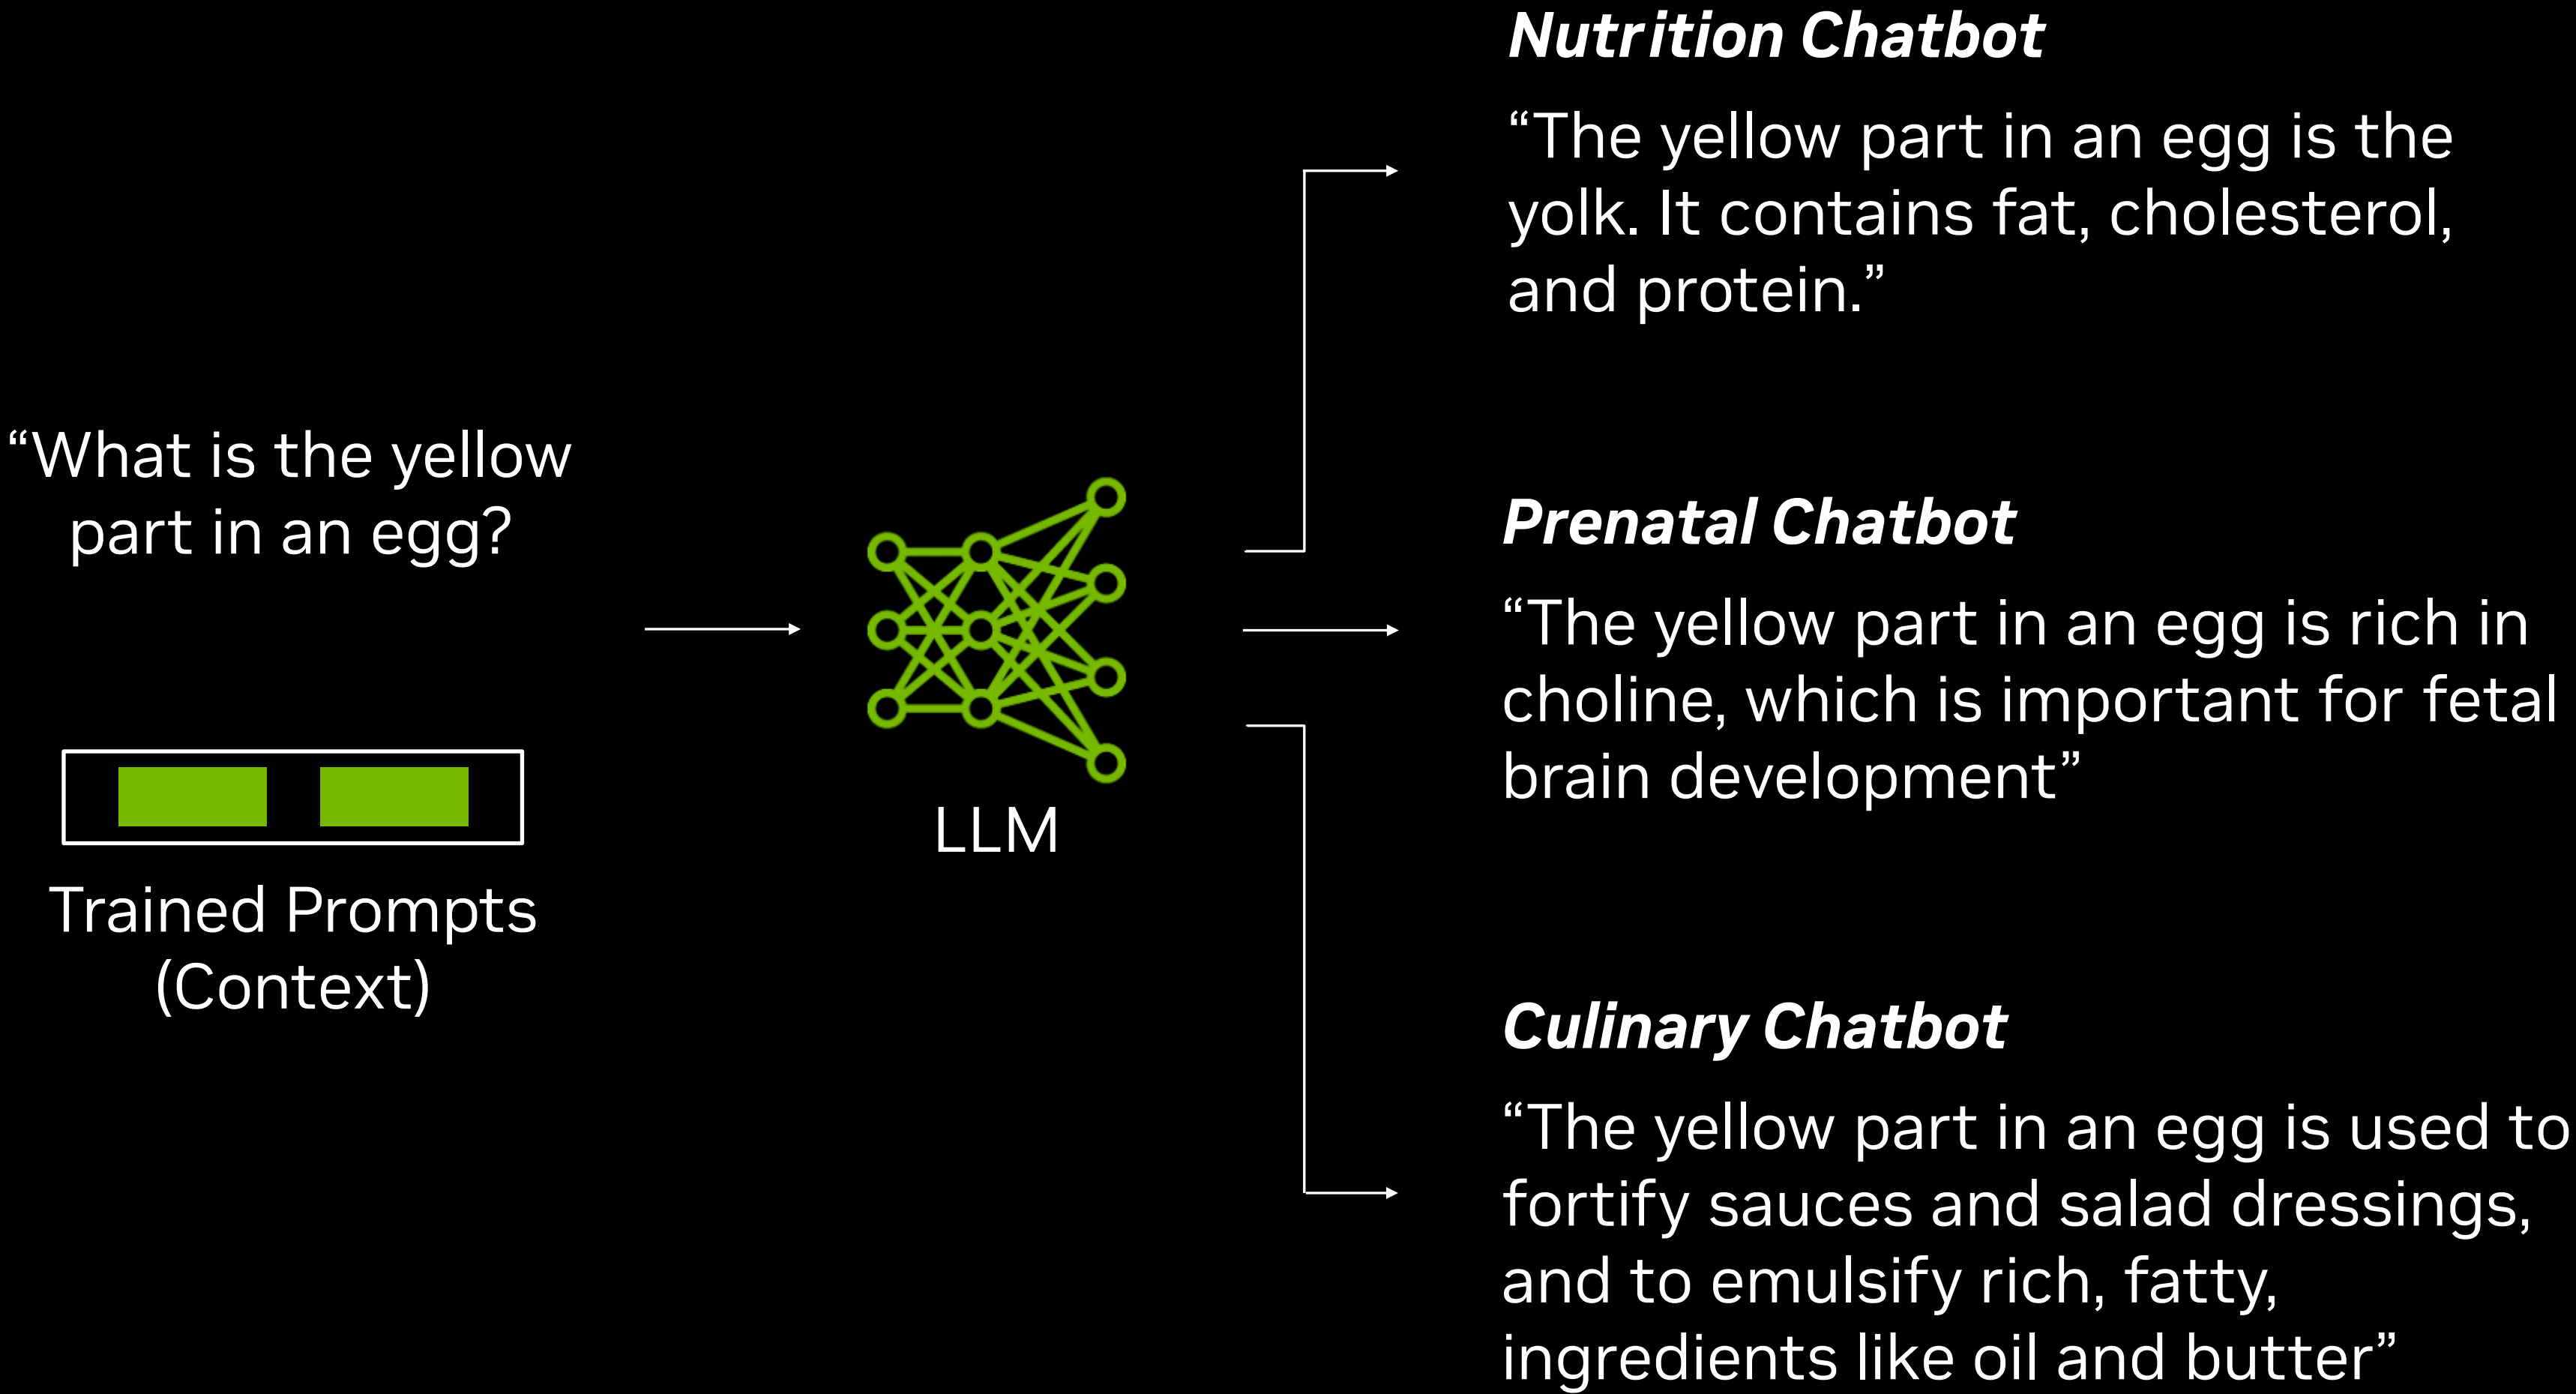 “What is the yellow
part in an egg?
Trained Prompts
(Context)
LLM
Nutrition Chatbot
“The yellow part in an egg is the
yolk. It contains fat, cholesterol,
and protein.”
Prenatal Chatbot
“The yellow part in an egg is rich in
choline, which is important for fetal
brain development”
Culinary Chatbot
“The yellow part in an egg is used to
fortify sauces and salad dressings,
and to emulsify rich, fatty,
ingredients like oil and butter”